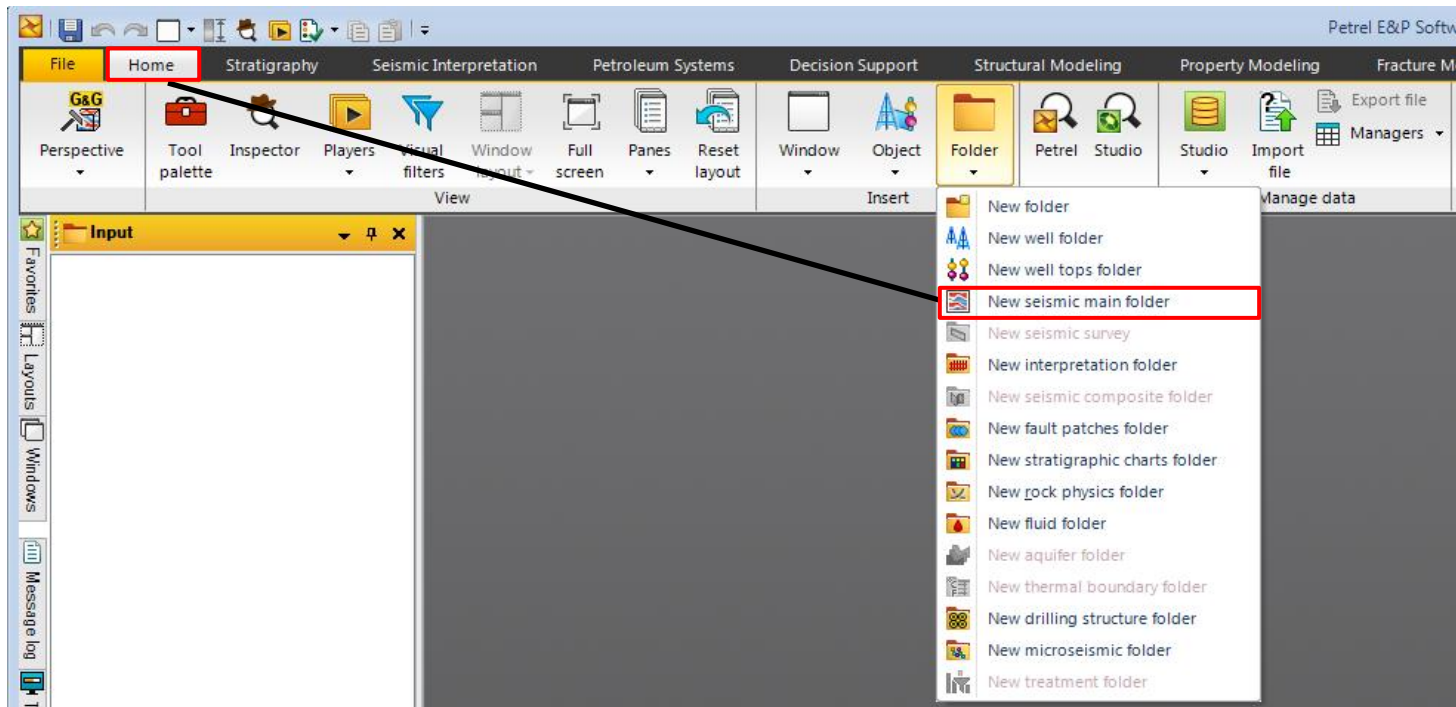 Petrel E&P Softw
File Home Stratigraphy Seismic Interpretation Petroleum Systems Decision Support Structural Modeling Property Modeling Fracture M
G&G
Perspective
Tool palette
Inspector
Players
Visual filters
Window layout
Full screen
Panes
Reset layout
Window
Object
Folder
Petrel
Studio
Studio
Import file
Export file
Managers
View
Insert
Manage data
Input
Favorites
Layouts
Windows
Message log
New folder
New well folder
New well tops folder
New seismic main folder
New seismic survey
New interpretation folder
New seismic composite folder
New fault patches folder
New stratigraphic charts folder
New rock physics folder
New fluid folder
New aquifer folder
New thermal boundary folder
New drilling structure folder
New microseismic folder
New treatment folder